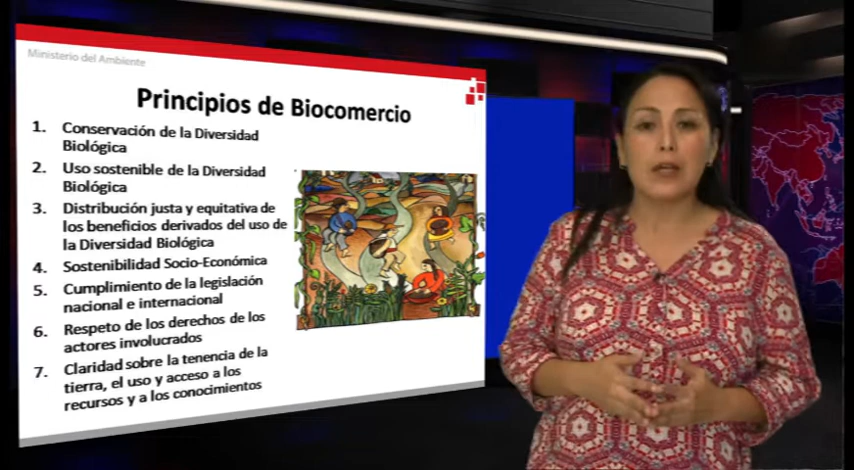 Ministerio del Ambiente
Principios de Biocomercio
1. Conservación de la Diversidad
Biológica
2. Uso sostenible de la Diversidad
Biológica
3. Distribución justa y equitativa de
los beneficios derivados del uso de
la Diversidad Biológica
4. Sostenibilidad Socio-Económica
5. Cumplimiento de la legislación
nacional e internacional
6. Respeto de los derechos de los
actores involucrados
7. Claridad sobre la tenencia de la
tierra, el uso y acceso a los
recursos y a los conocimientos